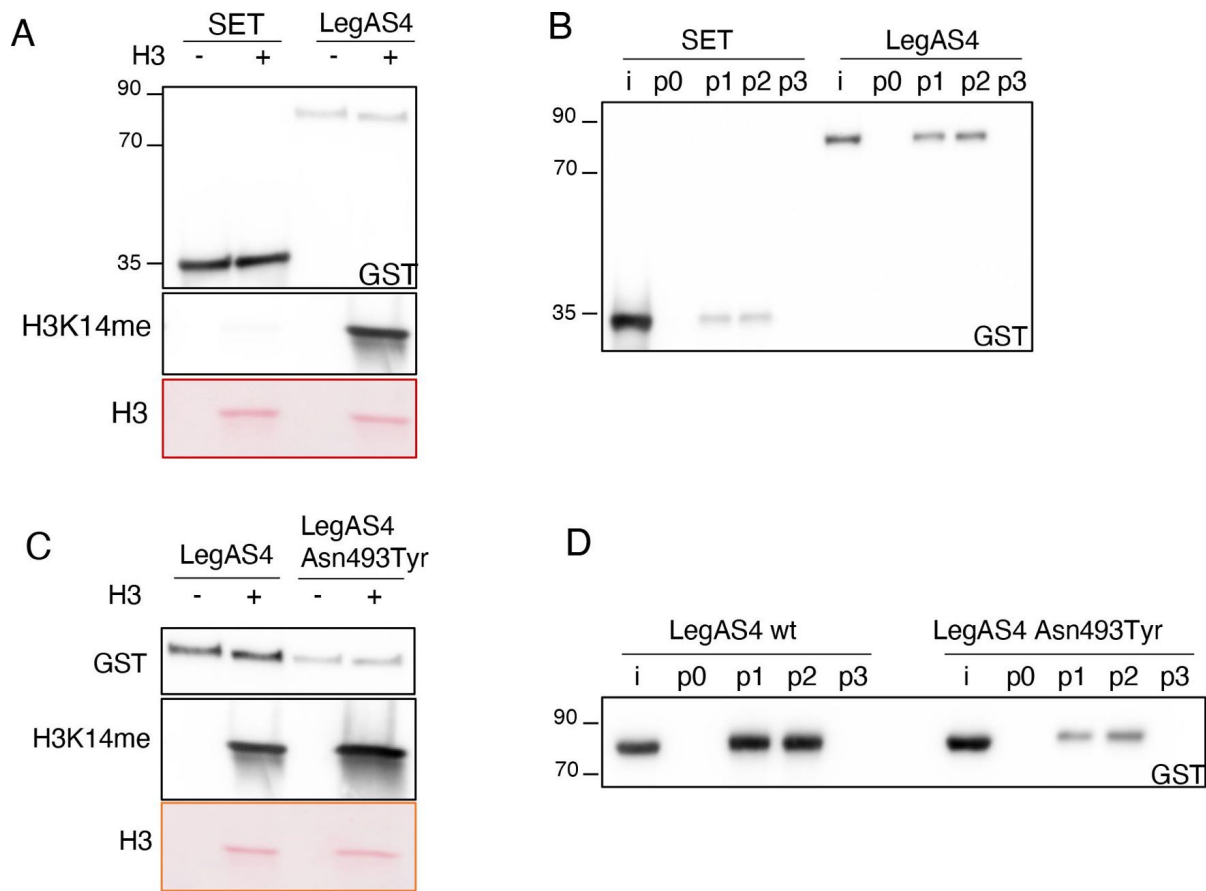 A
SET LegAS4
H3 - + - +
90
70
35
GST
H3K14me
H3
B
SET LegAS4
i p0 p1 p2 p3 i p0 p1 p2 p3
90
70
35
GST
C
LegAS4 LegAS4 Asn493Tyr
H3 - + - +
GST
H3K14me
H3
D
LegAS4 wt LegAS4 Asn493Tyr
i p0 p1 p2 p3 i p0 p1 p2 p3
90
70
GST